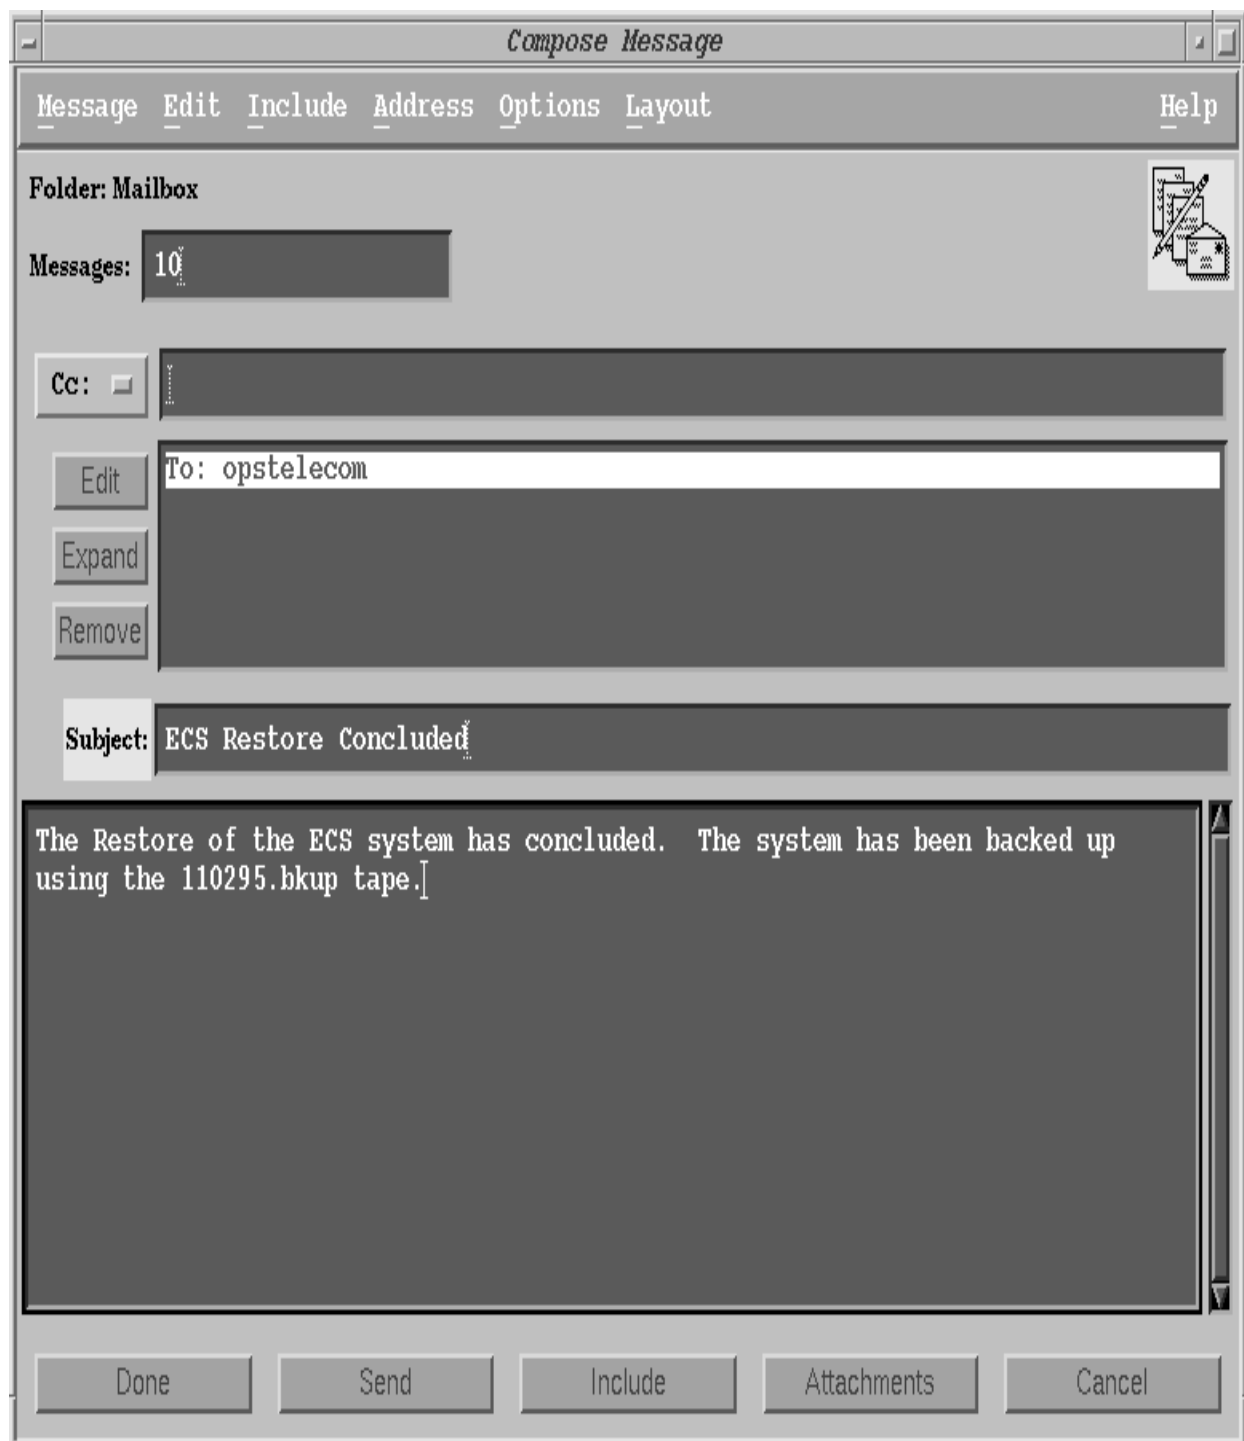 Compose Message
Message Edit Include Address Options Layout Help
Folder: Mailbox
Messages: 10
Cc:
To: opstelecom
Edit
Expand
Remove
Subject: ECS Restore Concluded
The Restore of the ECS system has concluded.  The system has been backed up
using the 110295.bkup tape.
Done Send Include Attachments Cancel